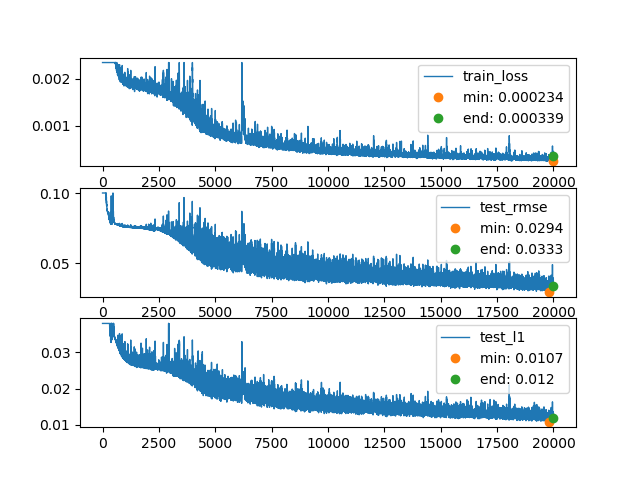 train_loss
min: 0.000234
end: 0.000339
0.002
0.001
0 2500 5000 7500 10000 12500 15000 17500 20000
test_rmse
min: 0.0294
end: 0.0333
0.10
0.05
0 2500 5000 7500 10000 12500 15000 17500 20000
test_l1
min: 0.0107
end: 0.012
0.03
0.02
0.01
0 2500 5000 7500 10000 12500 15000 17500 20000